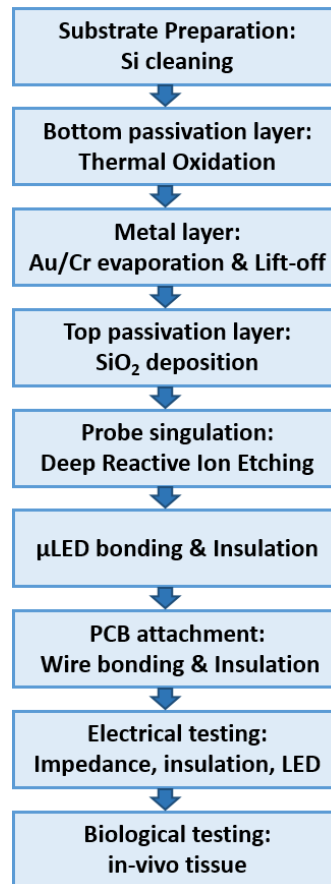 Substrate Preparation:
Si cleaning
Bottom passivation layer:
Thermal Oxidation
Metal layer:
Au/Cr evaporation & Lift-off
Top passivation layer:
SiO₂ deposition
Probe singulation:
Deep Reactive Ion Etching
µLED bonding & Insulation
PCB attachment:
Wire bonding & Insulation
Electrical testing:
Impedance, insulation, LED
Biological testing:
in-vivo tissue